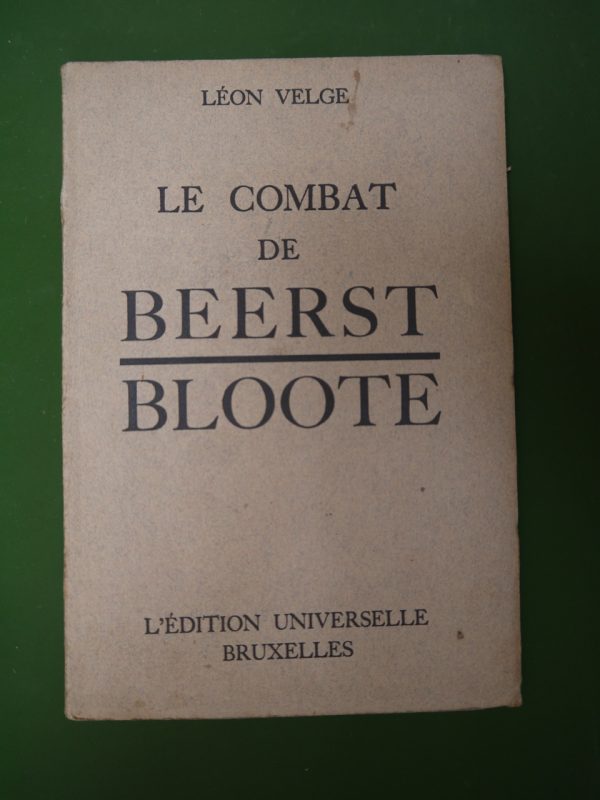 LÉON VELGE
LE COMBAT
DE
BEERST
BLOOTE
L'ÉDITION UNIVERSELLE
BRUXELLES